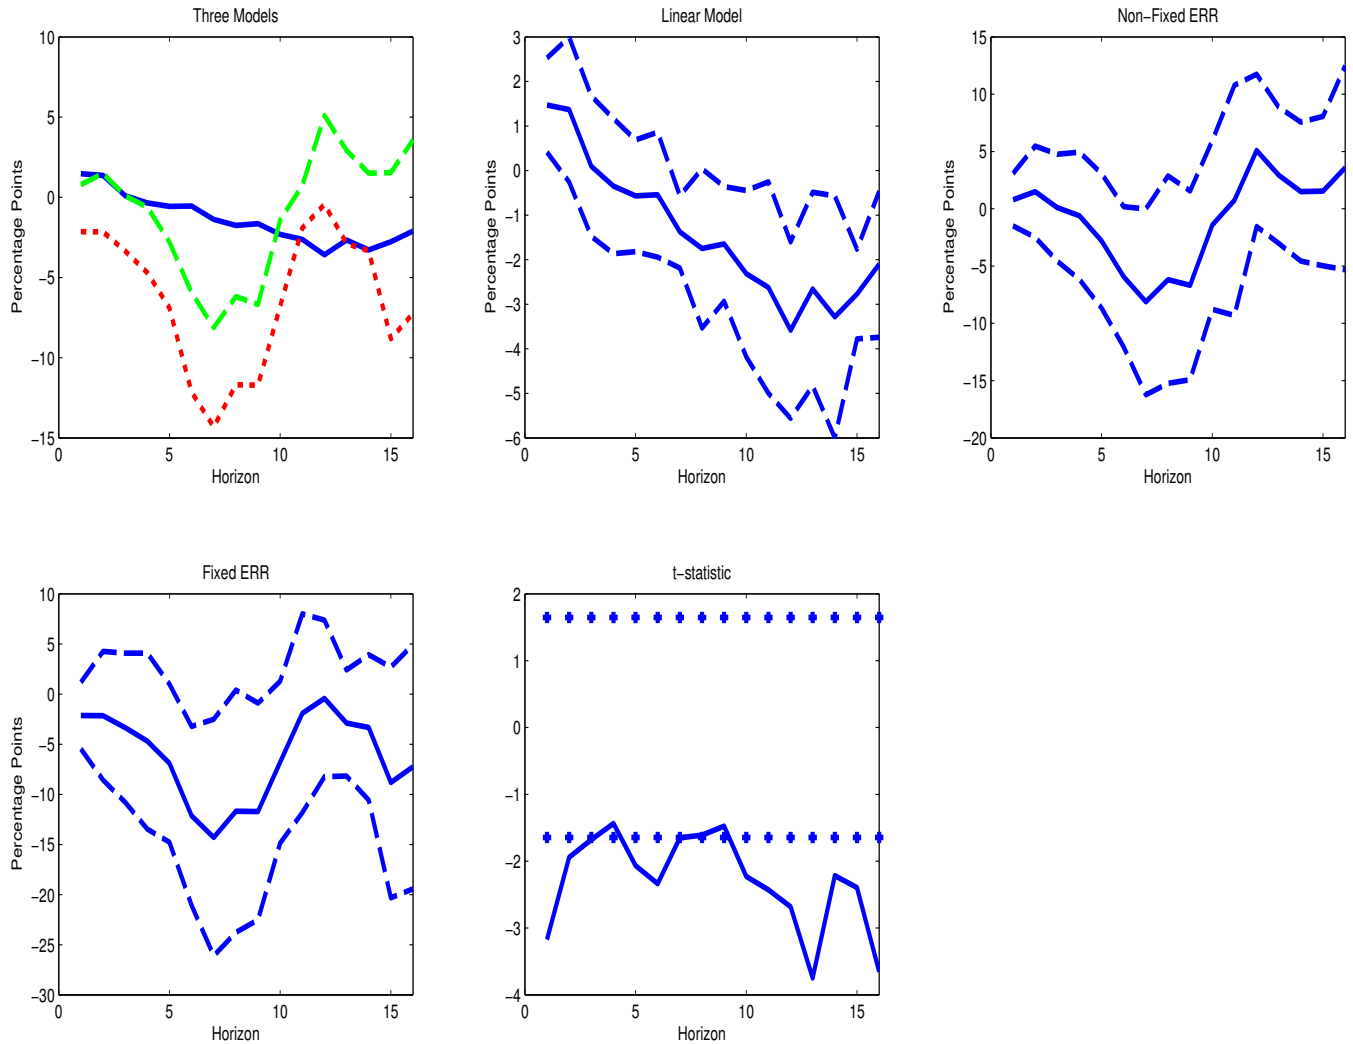 Three Models
10
5
0
−5
−10
−15
Percentage Points
0 5 10 15
Horizon
Linear Model
3
2
1
0
−1
−2
−3
−4
−5
−6
Percentage Points
0 5 10 15
Horizon
Non−Fixed ERR
15
10
5
0
−5
−10
−15
−20
Percentage Points
0 5 10 15
Horizon
Fixed ERR
10
5
0
−5
−10
−15
−20
−25
−30
Percentage Points
0 5 10 15
Horizon
t−statistic
2
1
0
−1
−2
−3
−4
0 5 10 15
Horizon